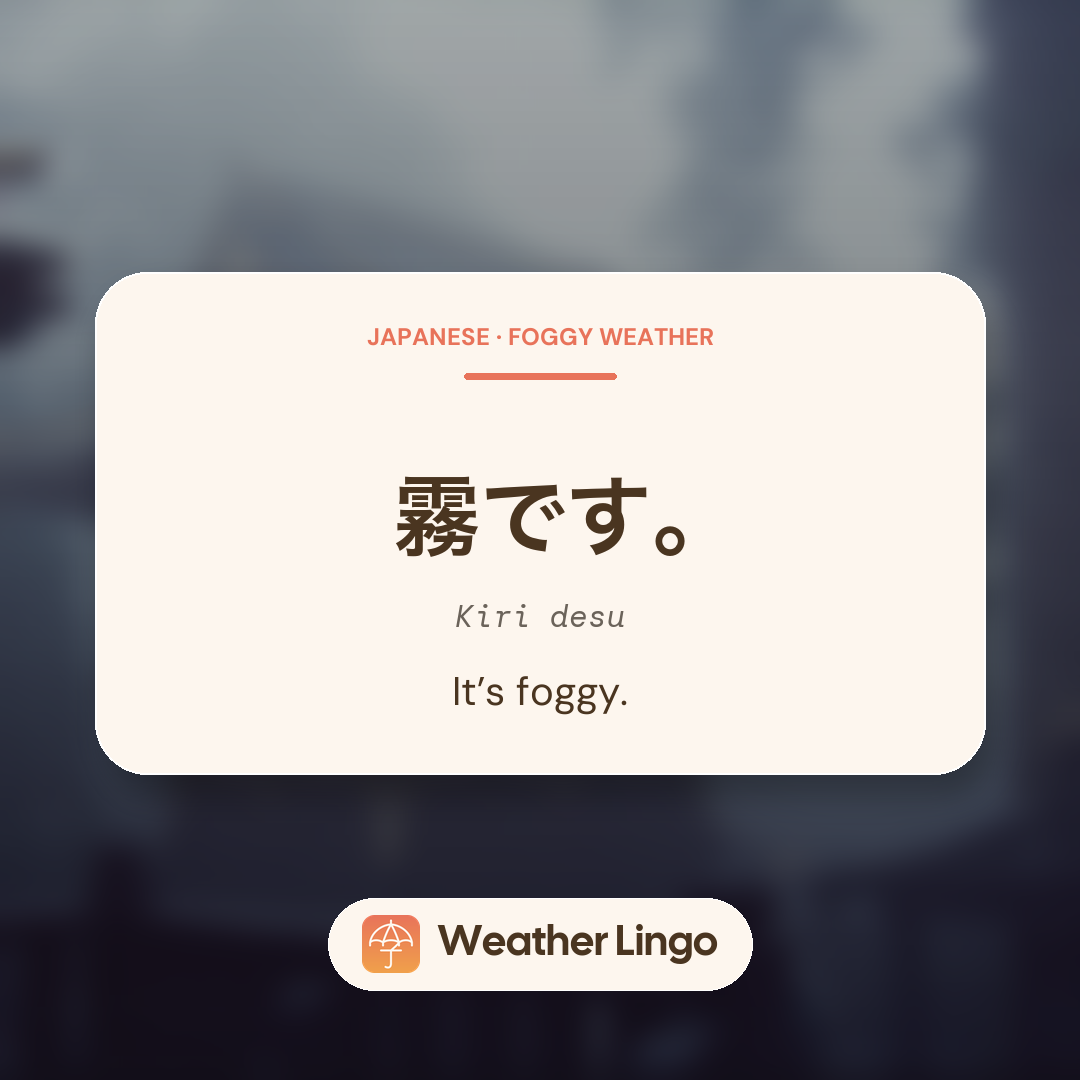 JAPANESE · FOGGY WEATHER
霧です。
Kiri desu
It’s foggy.
Weather Lingo